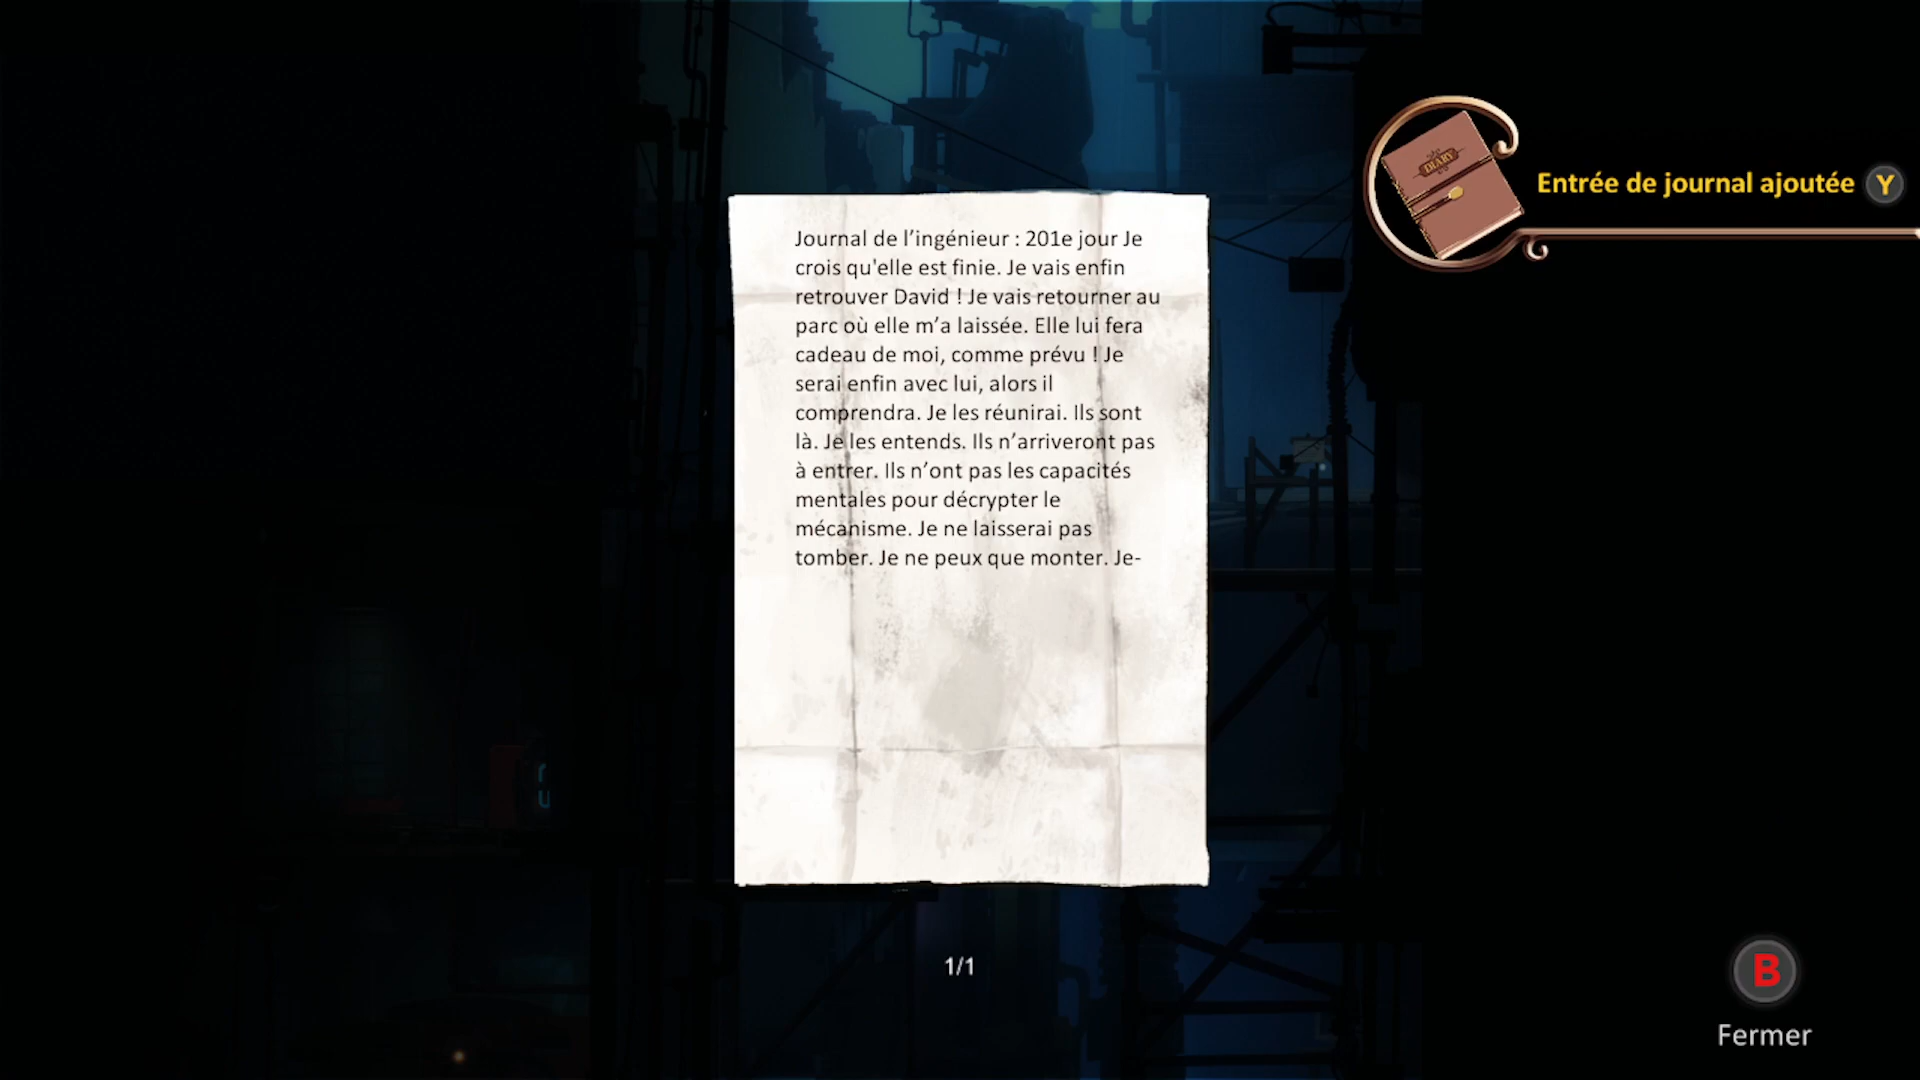 DIARY
Entrée de journal ajoutée Y
Journal de l’ingénieur : 201e jour Je
crois qu'elle est finie. Je vais enfin
retrouver David ! Je vais retourner au
parc où elle m’a laissée. Elle lui fera
cadeau de moi, comme prévu ! Je
serai enfin avec lui, alors il
comprendra. Je les réunirai. Ils sont
là. Je les entends. Ils n’arriveront pas
à entrer. Ils n’ont pas les capacités
mentales pour décrypter le
mécanisme. Je ne laisserai pas
tomber. Je ne peux que monter. Je-
1/1
B
Fermer